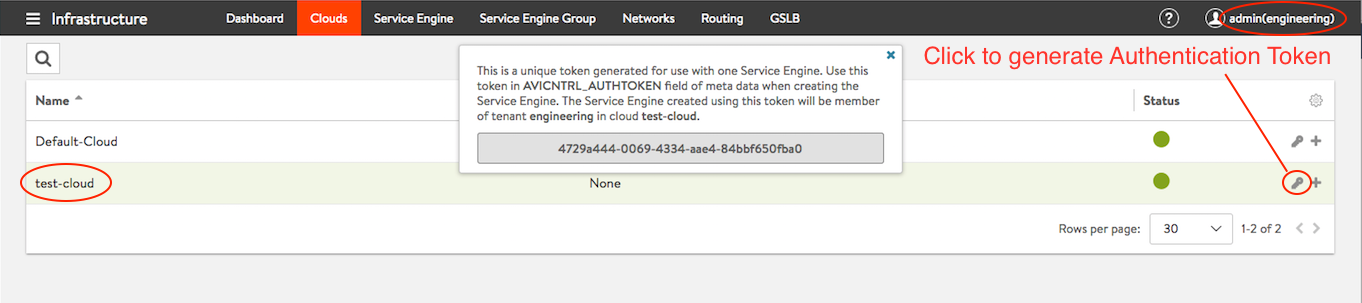 Infrastructure
Dashboard
Clouds
Service Engine
Service Engine Group
Networks
Routing
GSLB
?
admin(engineering)
Click to generate Authentication Token
This is a unique token generated for use with one Service Engine. Use this
token in AVICNTRL_AUTHTOKEN field of meta data when creating the
Service Engine. The Service Engine created using this token will be member
of tenant engineering in cloud test-cloud.
4729a444-0069-4334-aae4-84bbf650fba0
Name
Status
Default-Cloud
test-cloud
None
Rows per page:
30
1-2 of 2